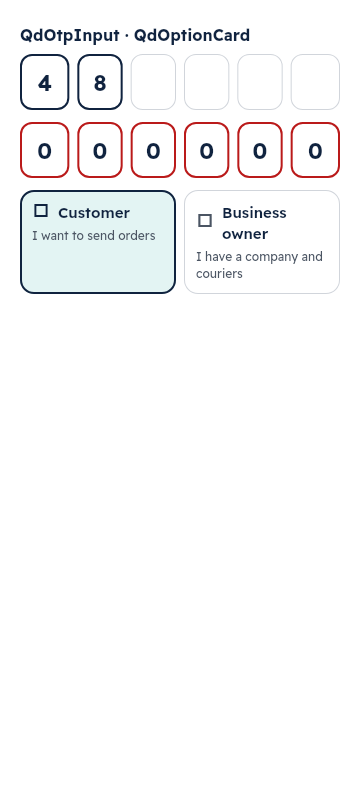 QdOtpInput · QdOptionCard
4 8
0 0 0 0 0 0
Customer
I want to send orders
Business
owner
I have a company and
couriers